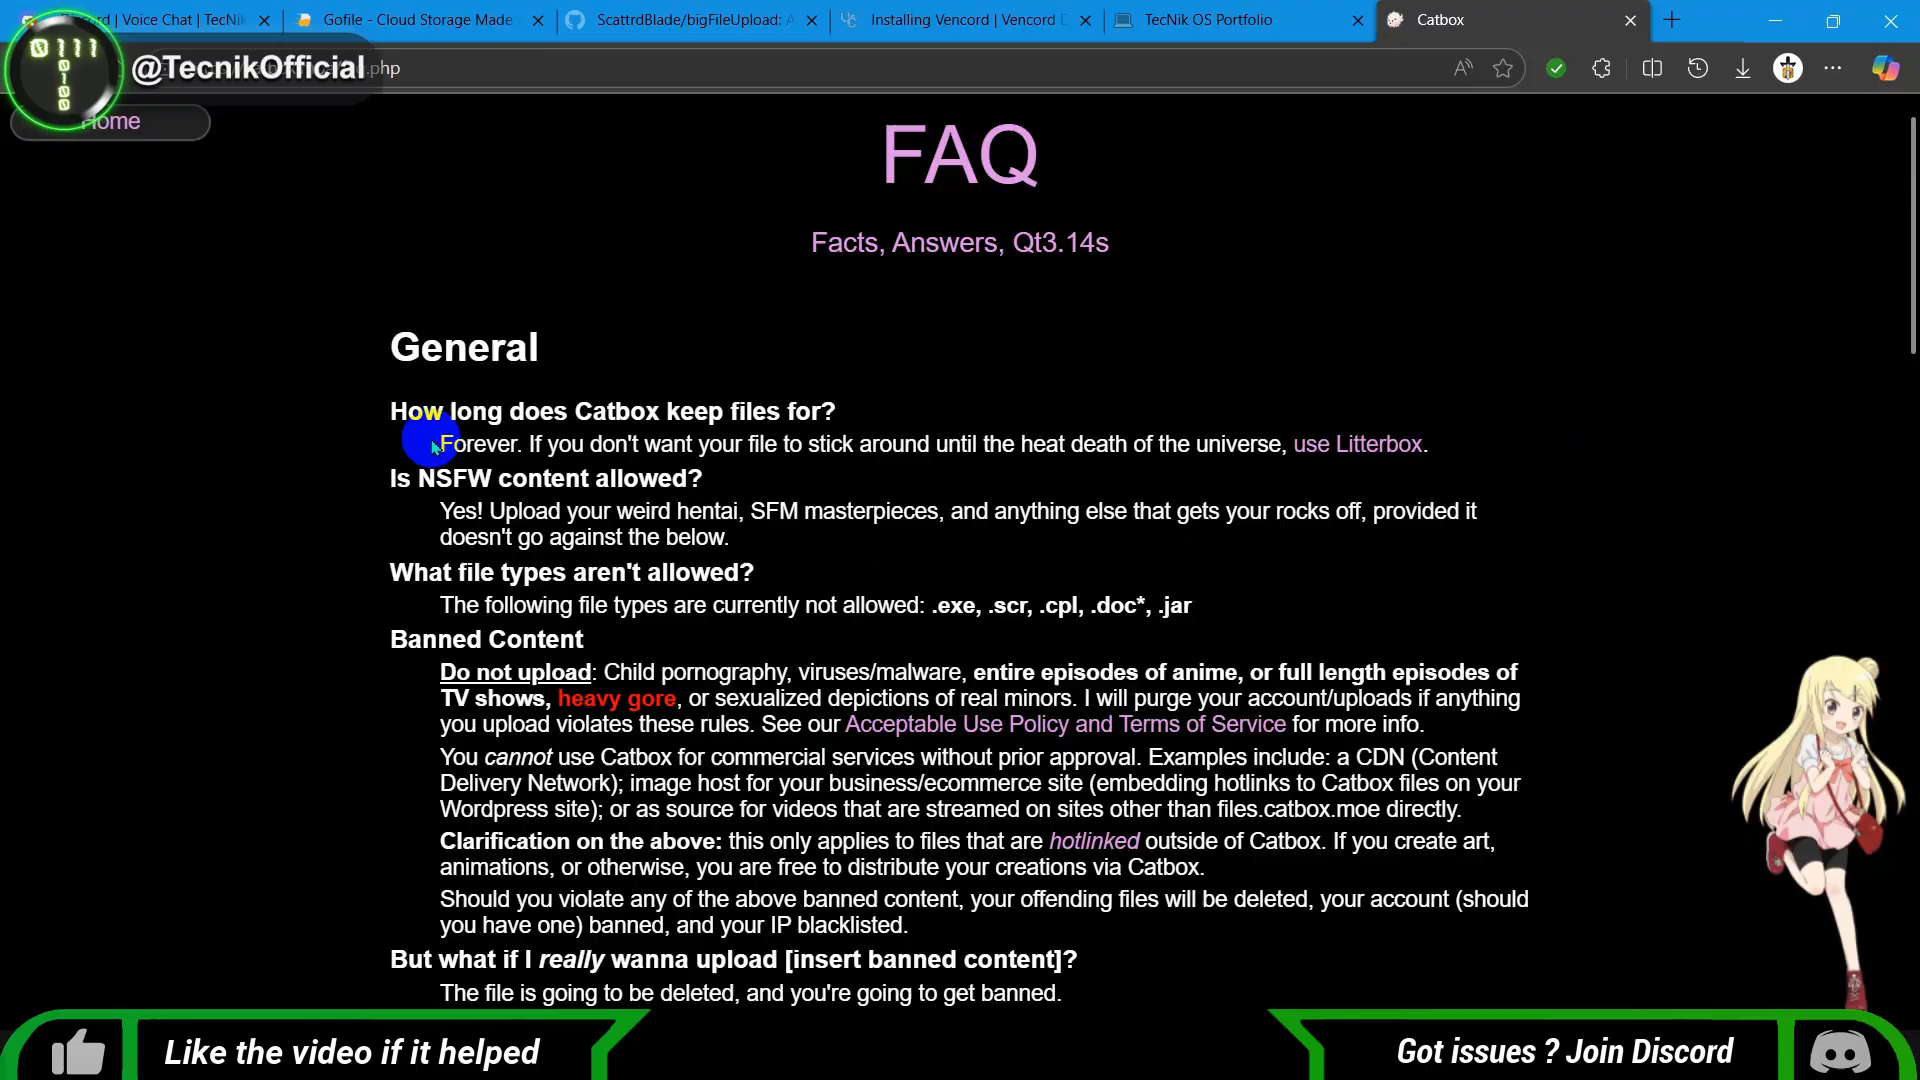 Discord | Voice Chat | TecNik
Gofile - Cloud Storage Made
ScattrdBlade/bigFileUpload: A
Installing Vencord | Vencord D
TecNik OS Portfolio
Catbox
0111
0100
@TecnikOfficial
.php
Home
FAQ
Facts, Answers, Qt3.14s
General
How long does Catbox keep files for?
Forever. If you don't want your file to stick around until the heat death of the universe, use Litterbox.
Is NSFW content allowed?
Yes! Upload your weird hentai, SFM masterpieces, and anything else that gets your rocks off, provided it
doesn't go against the below.
What file types aren't allowed?
The following file types are currently not allowed: .exe, .scr, .cpl, .doc*, .jar
Banned Content
Do not upload: Child pornography, viruses/malware, entire episodes of anime, or full length episodes of
TV shows, heavy gore, or sexualized depictions of real minors. I will purge your account/uploads if anything
you upload violates these rules. See our Acceptable Use Policy and Terms of Service for more info.
You cannot use Catbox for commercial services without prior approval. Examples include: a CDN (Content
Delivery Network); image host for your business/ecommerce site (embedding hotlinks to Catbox files on your
Wordpress site); or as source for videos that are streamed on sites other than files.catbox.moe directly.
Clarification on the above: this only applies to files that are hotlinked outside of Catbox. If you create art,
animations, or otherwise, you are free to distribute your creations via Catbox.
Should you violate any of the above banned content, your offending files will be deleted, your account (should
you have one) banned, and your IP blacklisted.
But what if I really wanna upload [insert banned content]?
The file is going to be deleted, and you're going to get banned.
Like the video if it helped
Got issues ? Join Discord